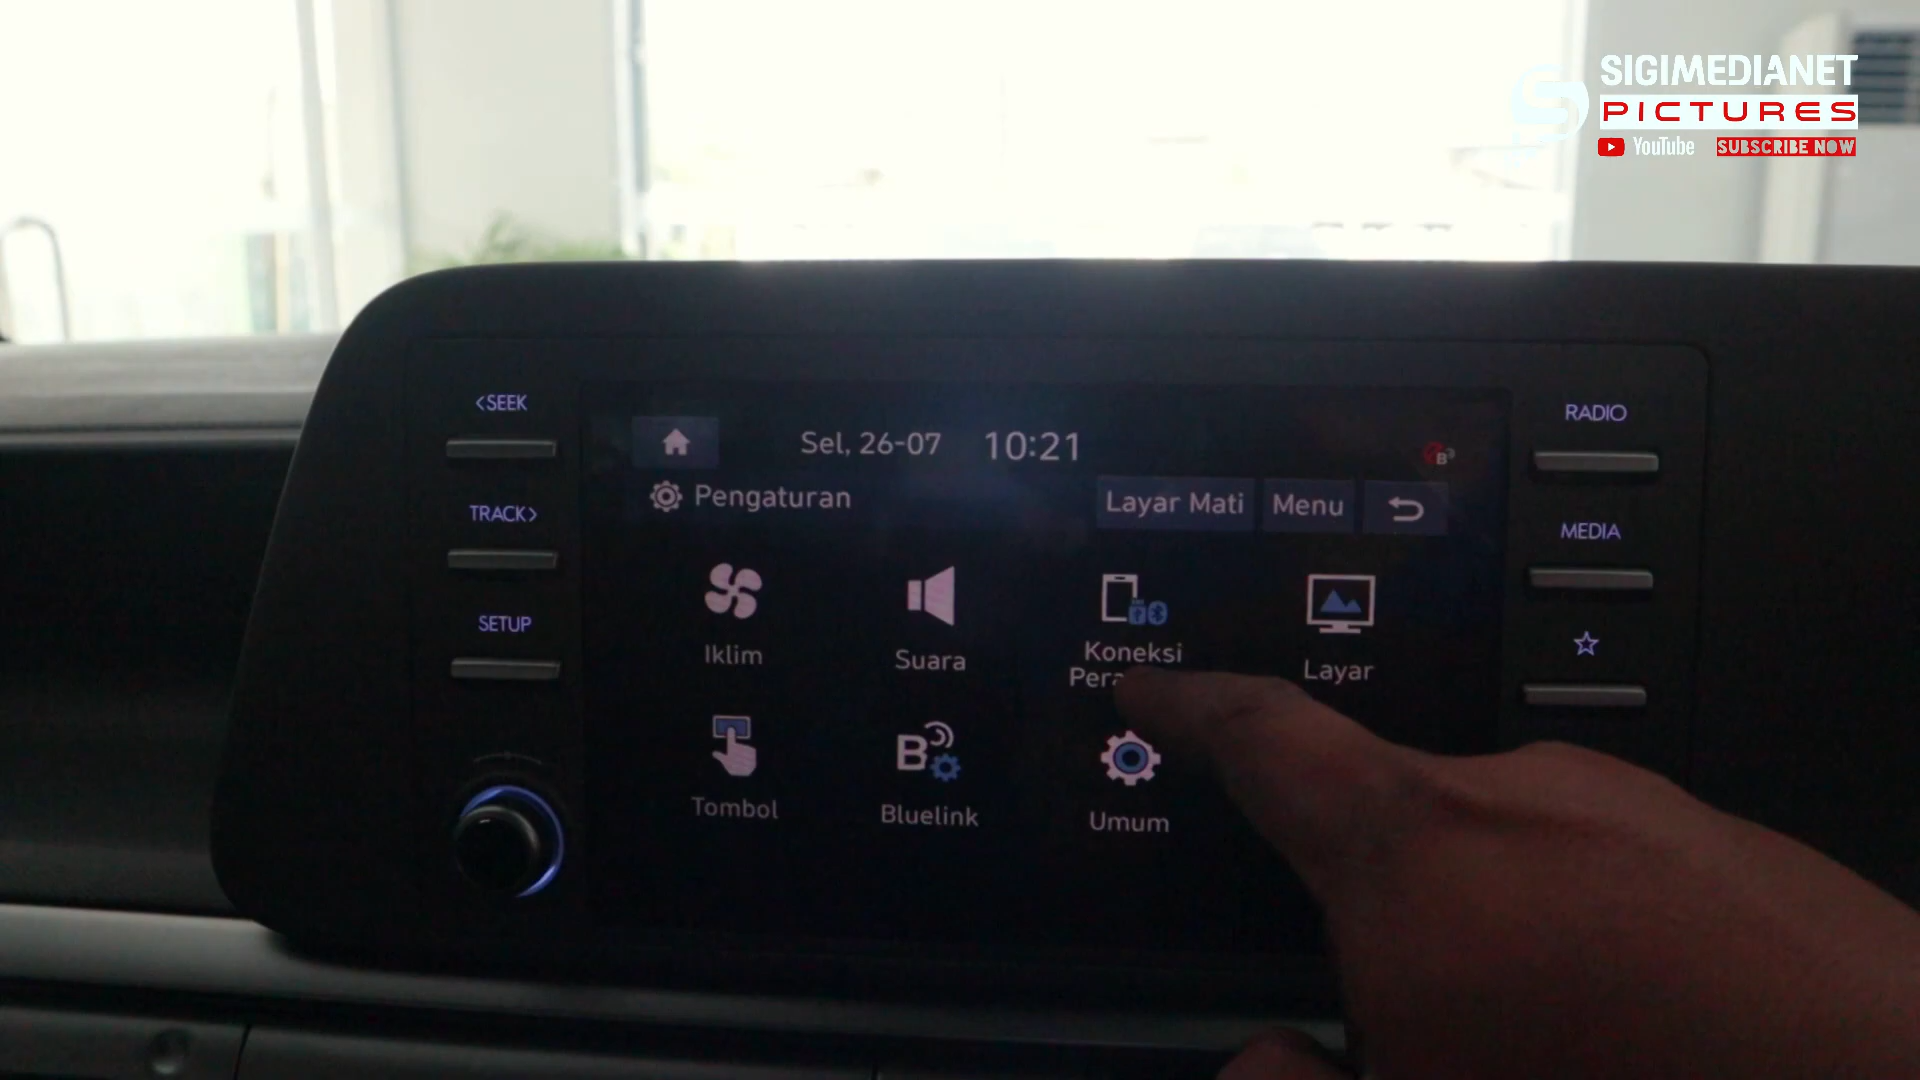 SIGIMEDIANET
PICTURES
YouTube SUBSCRIBE NOW
<SEEK
TRACK>
SETUP
Sel, 26-07 10:21
Pengaturan
Layar Mati Menu
Iklim Suara Koneksi Layar
Tombol Bluelink Umum
RADIO
MEDIA